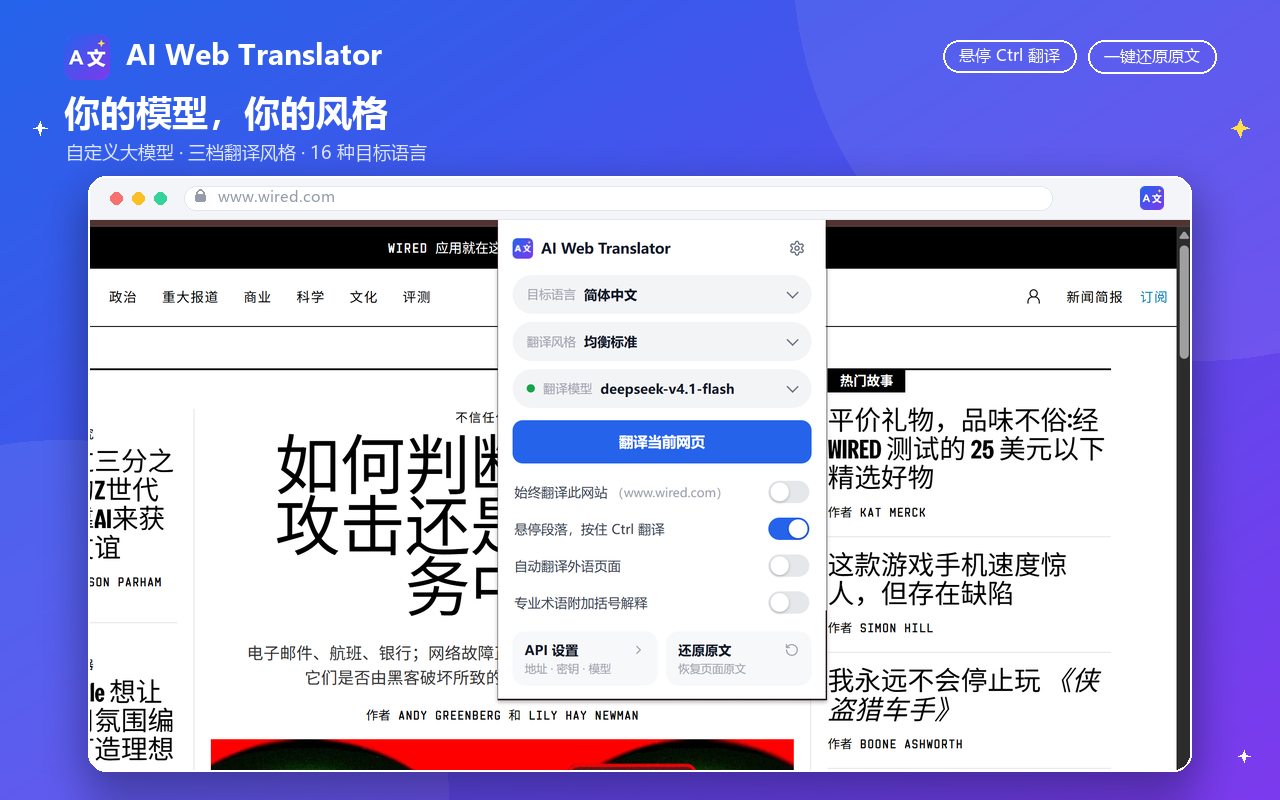 A文 AI Web Translator
悬停 Ctrl 翻译
一键还原原文
你的模型，你的风格
自定义大模型 · 三档翻译风格 · 16 种目标语言
www.wired.com
A文
WIRED 应用就在这
政治 重大报道 商业 科学 文化 评测
新闻简报 订阅
A文 AI Web Translator
目标语言 简体中文
翻译风格 均衡标准
翻译模型 deepseek-v4.1-flash
翻译当前网页
始终翻译此网站 (www.wired.com)
悬停段落，按住 Ctrl 翻译
自动翻译外语页面
专业术语附加括号解释
API 设置
地址 · 密钥 · 模型
还原原文
恢复页面原文
三分之
Z世代
AI来获
谊
SON PARHAM
le 想让
氛围编
造理想
不信任
如何判断
攻击还是
务中
电子邮件、航班、银行；网络故障
它们是否由黑客破坏所致的
作者 ANDY GREENBERG 和 LILY HAY NEWMAN
热门故事
平价礼物，品味不俗:经
WIRED 测试的 25 美元以下
精选好物
作者 KAT MERCK
这款游戏手机速度惊
人，但存在缺陷
作者 SIMON HILL
我永远不会停止玩 《侠
盗猎车手》
作者 BOONE ASHWORTH